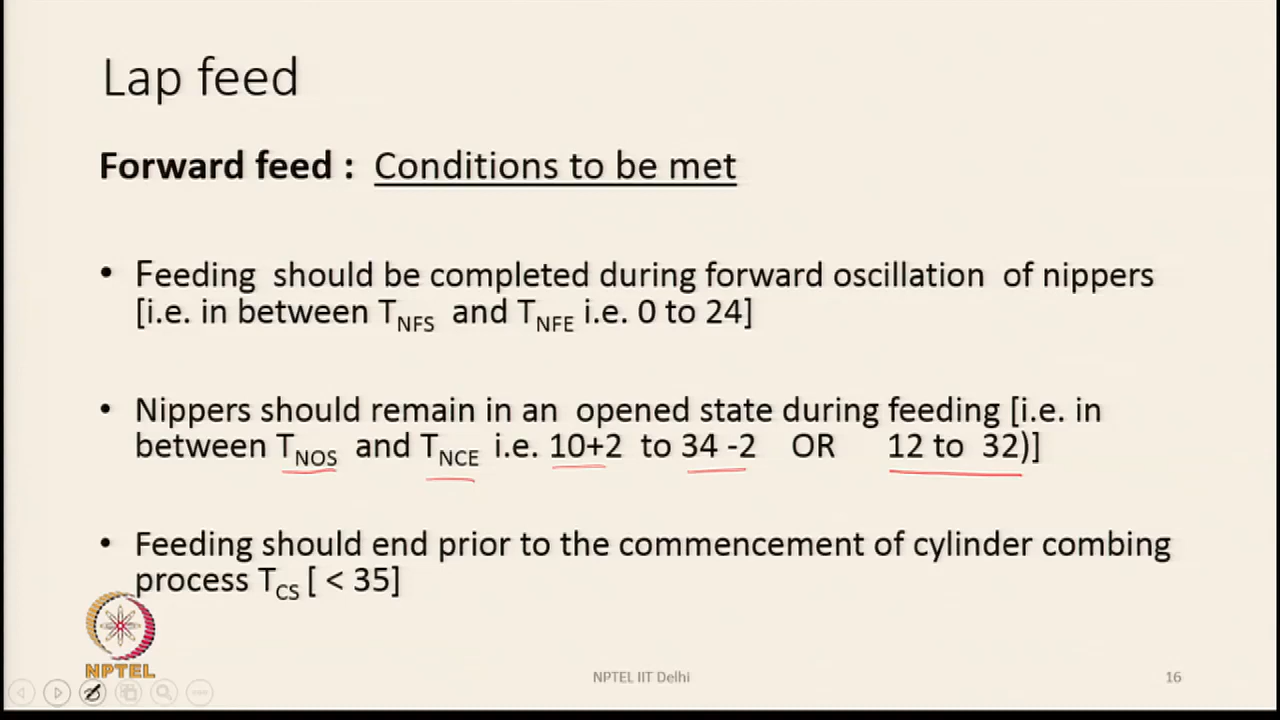 Lap feed
Forward feed : Conditions to be met
• Feeding should be completed during forward oscillation of nippers
[i.e. in between TNFS and TNFE i.e. 0 to 24]
• Nippers should remain in an opened state during feeding [i.e. in
between TNOS and TNCE i.e. 10+2 to 34 -2 OR 12 to 32)]
• Feeding should end prior to the commencement of cylinder combing
process TCS [ < 35]
NPTEL
NPTEL IIT Delhi
16